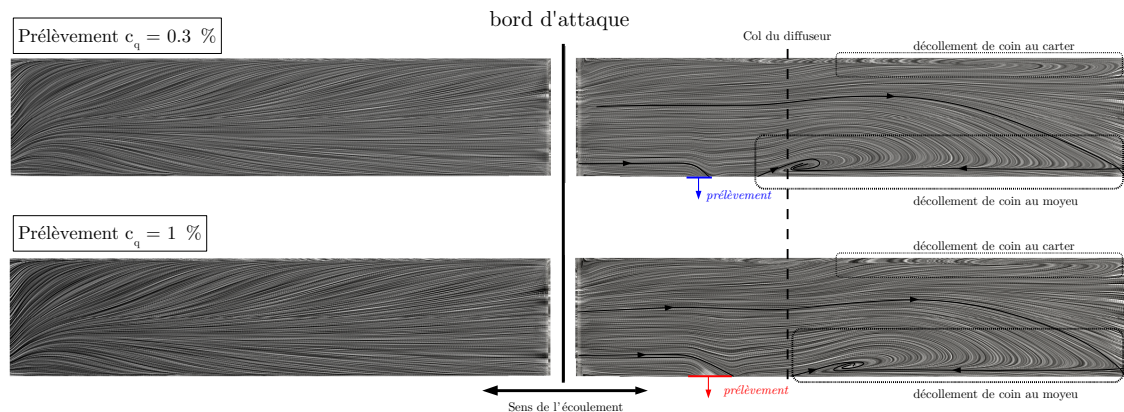 bord d'attaque
Prélèvement c_q = 0.3 %
Col du diffuseur
décollement de coin au carter
prélèvement
décollement de coin au moyeu
Prélèvement c_q = 1 %
décollement de coin au carter
prélèvement
décollement de coin au moyeu
Sens de l'écoulement